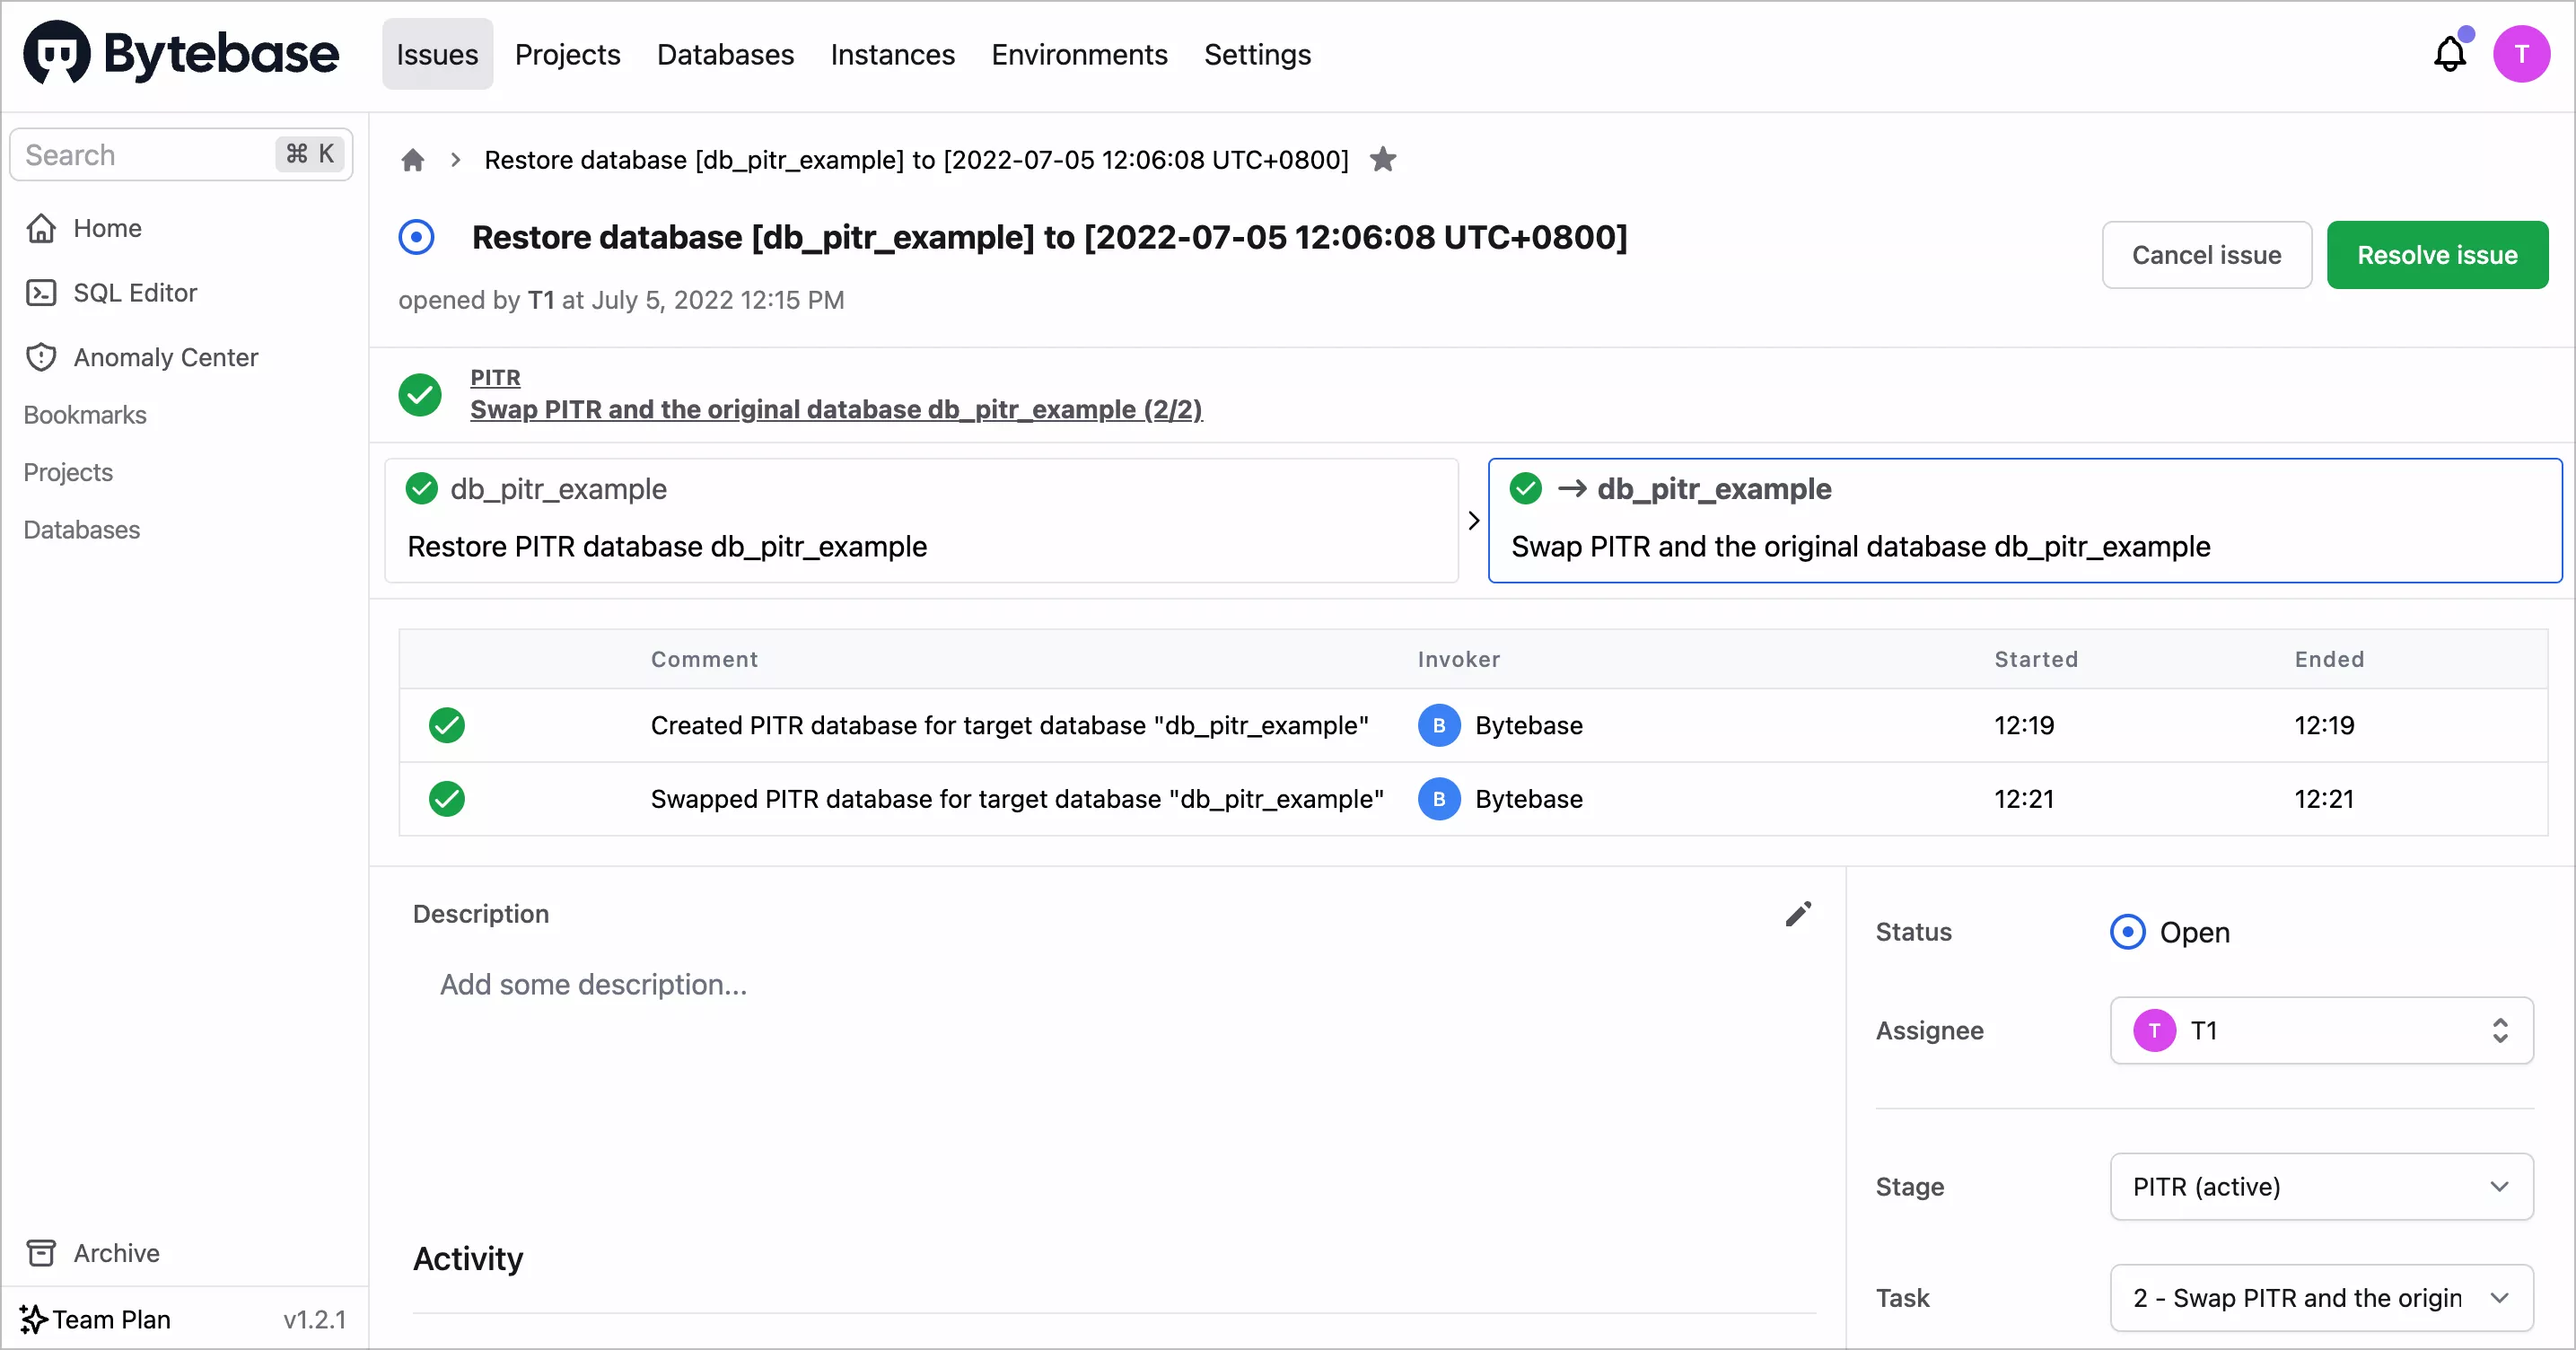 Bytebase
Issues
Projects
Databases
Instances
Environments
Settings
T
Search
⌘ K
Home
SQL Editor
Anomaly Center
Bookmarks
Projects
Databases
Archive
Team Plan
v1.2.1
Restore database [db_pitr_example] to [2022-07-05 12:06:08 UTC+0800]
Restore database [db_pitr_example] to [2022-07-05 12:06:08 UTC+0800]
opened by T1 at July 5, 2022 12:15 PM
Cancel issue
Resolve issue
PITR
Swap PITR and the original database db_pitr_example (2/2)
db_pitr_example
Restore PITR database db_pitr_example
→ db_pitr_example
Swap PITR and the original database db_pitr_example
Comment Invoker Started Ended
Created PITR database for target database "db_pitr_example" B Bytebase 12:19 12:19
Swapped PITR database for target database "db_pitr_example" B Bytebase 12:21 12:21
Description
Add some description...
Activity
Status Open
Assignee T T1
Stage PITR (active)
Task 2 - Swap PITR and the origin